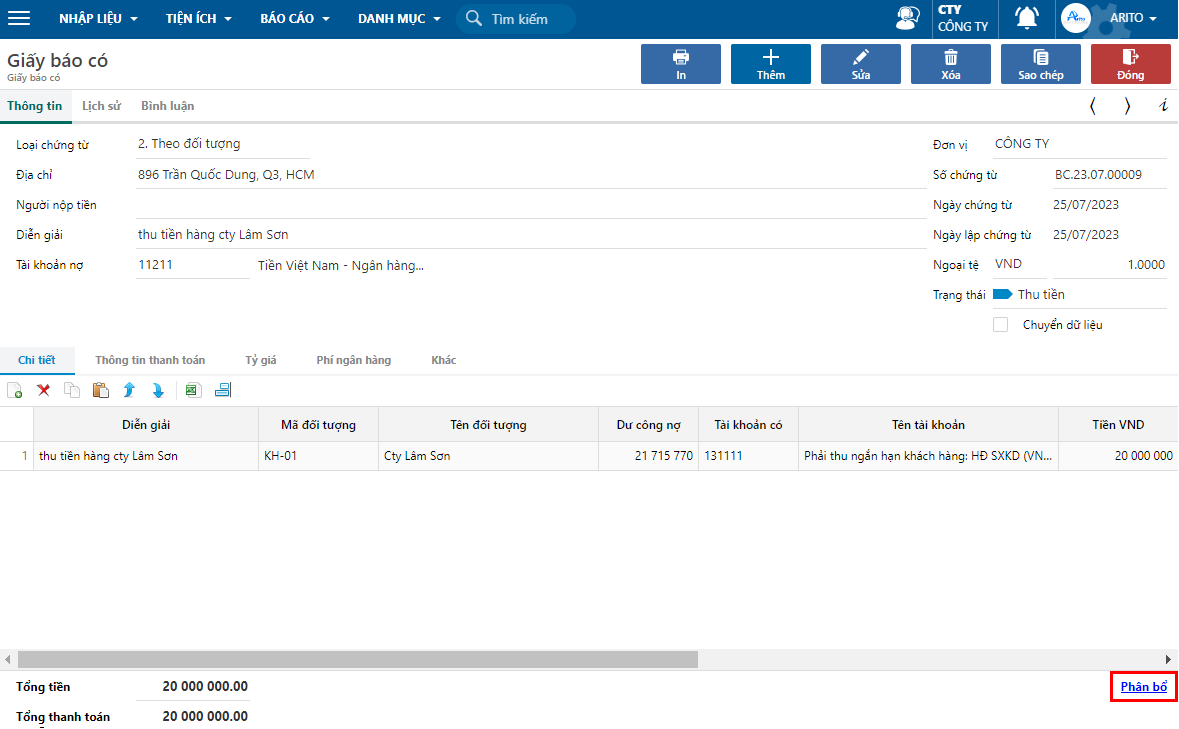 NHẬP LIỆU TIỆN ÍCH BÁO CÁO DANH MỤC Tìm kiếm CTY ARITO
CÔNG TY
Giấy báo có
Giấy báo có
In Thêm Sửa Xóa Sao chép Đóng
Thông tin Lịch sử Bình luận
Loại chứng từ 2. Theo đối tượng Đơn vị CÔNG TY
Địa chỉ 896 Trần Quốc Dung, Q3, HCM Số chứng từ BC.23.07.00009
Người nộp tiền Ngày chứng từ 25/07/2023
Diễn giải thu tiền hàng cty Lâm Sơn Ngày lập chứng từ 25/07/2023
Tài khoản nợ 11211 Tiền Việt Nam - Ngân hàng... Ngoại tệ VND 1.0000
Trạng thái Thu tiền
Chuyển dữ liệu
Chi tiết Thông tin thanh toán Tỷ giá Phí ngân hàng Khác
Diễn giải Mã đối tượng Tên đối tượng Dư công nợ Tài khoản có Tên tài khoản Tiền VND
1 thu tiền hàng cty Lâm Sơn KH-01 Cty Lâm Sơn 21 715 770 131111 Phải thu ngắn hạn khách hàng: HĐ SXKD (VN... 20 000 000
Tổng tiền 20 000 000.00 Phân bổ
Tổng thanh toán 20 000 000.00